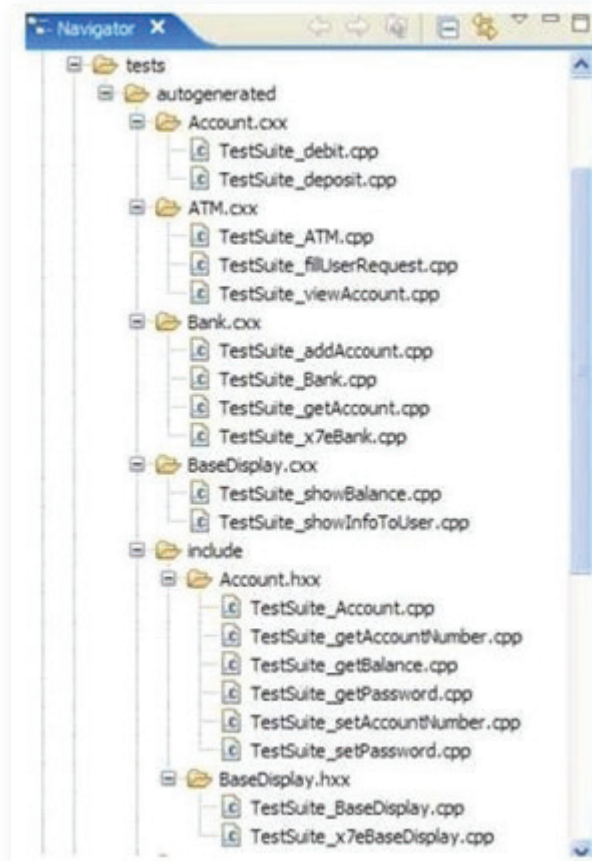 Navigator
tests
autogenerated
Account.cxx
TestSuite_debit.cpp
TestSuite_deposit.cpp
ATM.cxx
TestSuite_ATM.cpp
TestSuite_fillUserRequest.cpp
TestSuite_viewAccount.cpp
Bank.cxx
TestSuite_addAccount.cpp
TestSuite_Bank.cpp
TestSuite_getAccount.cpp
TestSuite_x7eBank.cpp
BaseDisplay.cxx
TestSuite_showBalance.cpp
TestSuite_showInfoToUser.cpp
include
Account.hxx
TestSuite_Account.cpp
TestSuite_getAccountNumber.cpp
TestSuite_getBalance.cpp
TestSuite_getPassword.cpp
TestSuite_setAccountNumber.cpp
TestSuite_setPassword.cpp
BaseDisplay.hxx
TestSuite_BaseDisplay.cpp
TestSuite_x7eBaseDisplay.cpp